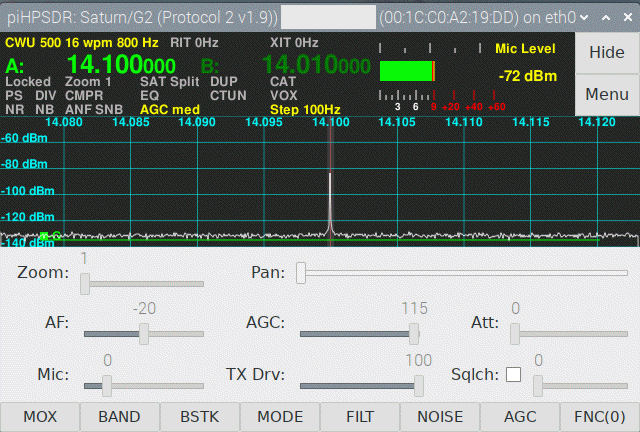 piHPSDR: Saturn/G2 (Protocol 2 v1.9)) (00:1C:C0:A2:19:DD) on eth0
CWU 500 16 wpm 800 Hz RIT 0Hz XIT 0Hz Mic Level Hide
A: 14.100000 B: 14.010000 -72 dBm
Locked Zoom 1 SAT Split DUP CAT
PS DIV CMPR EQ CTUN VOX Menu
NR NB ANF SNB AGC med Step 100Hz 3 6 9 +20 +40 +60
14.080 14.085 14.090 14.095 14.100 14.105 14.110 14.115 14.120
-60 dBm
-80 dBm
-100 dBm
-120 dBm
-140 dBm
Zoom: 1 Pan:
AF: -20 AGC: 115 Att: 0
Mic: 0 TX Drv: 100 Sqlch: 0
MOX BAND BSTK MODE FILT NOISE AGC FNC(0)